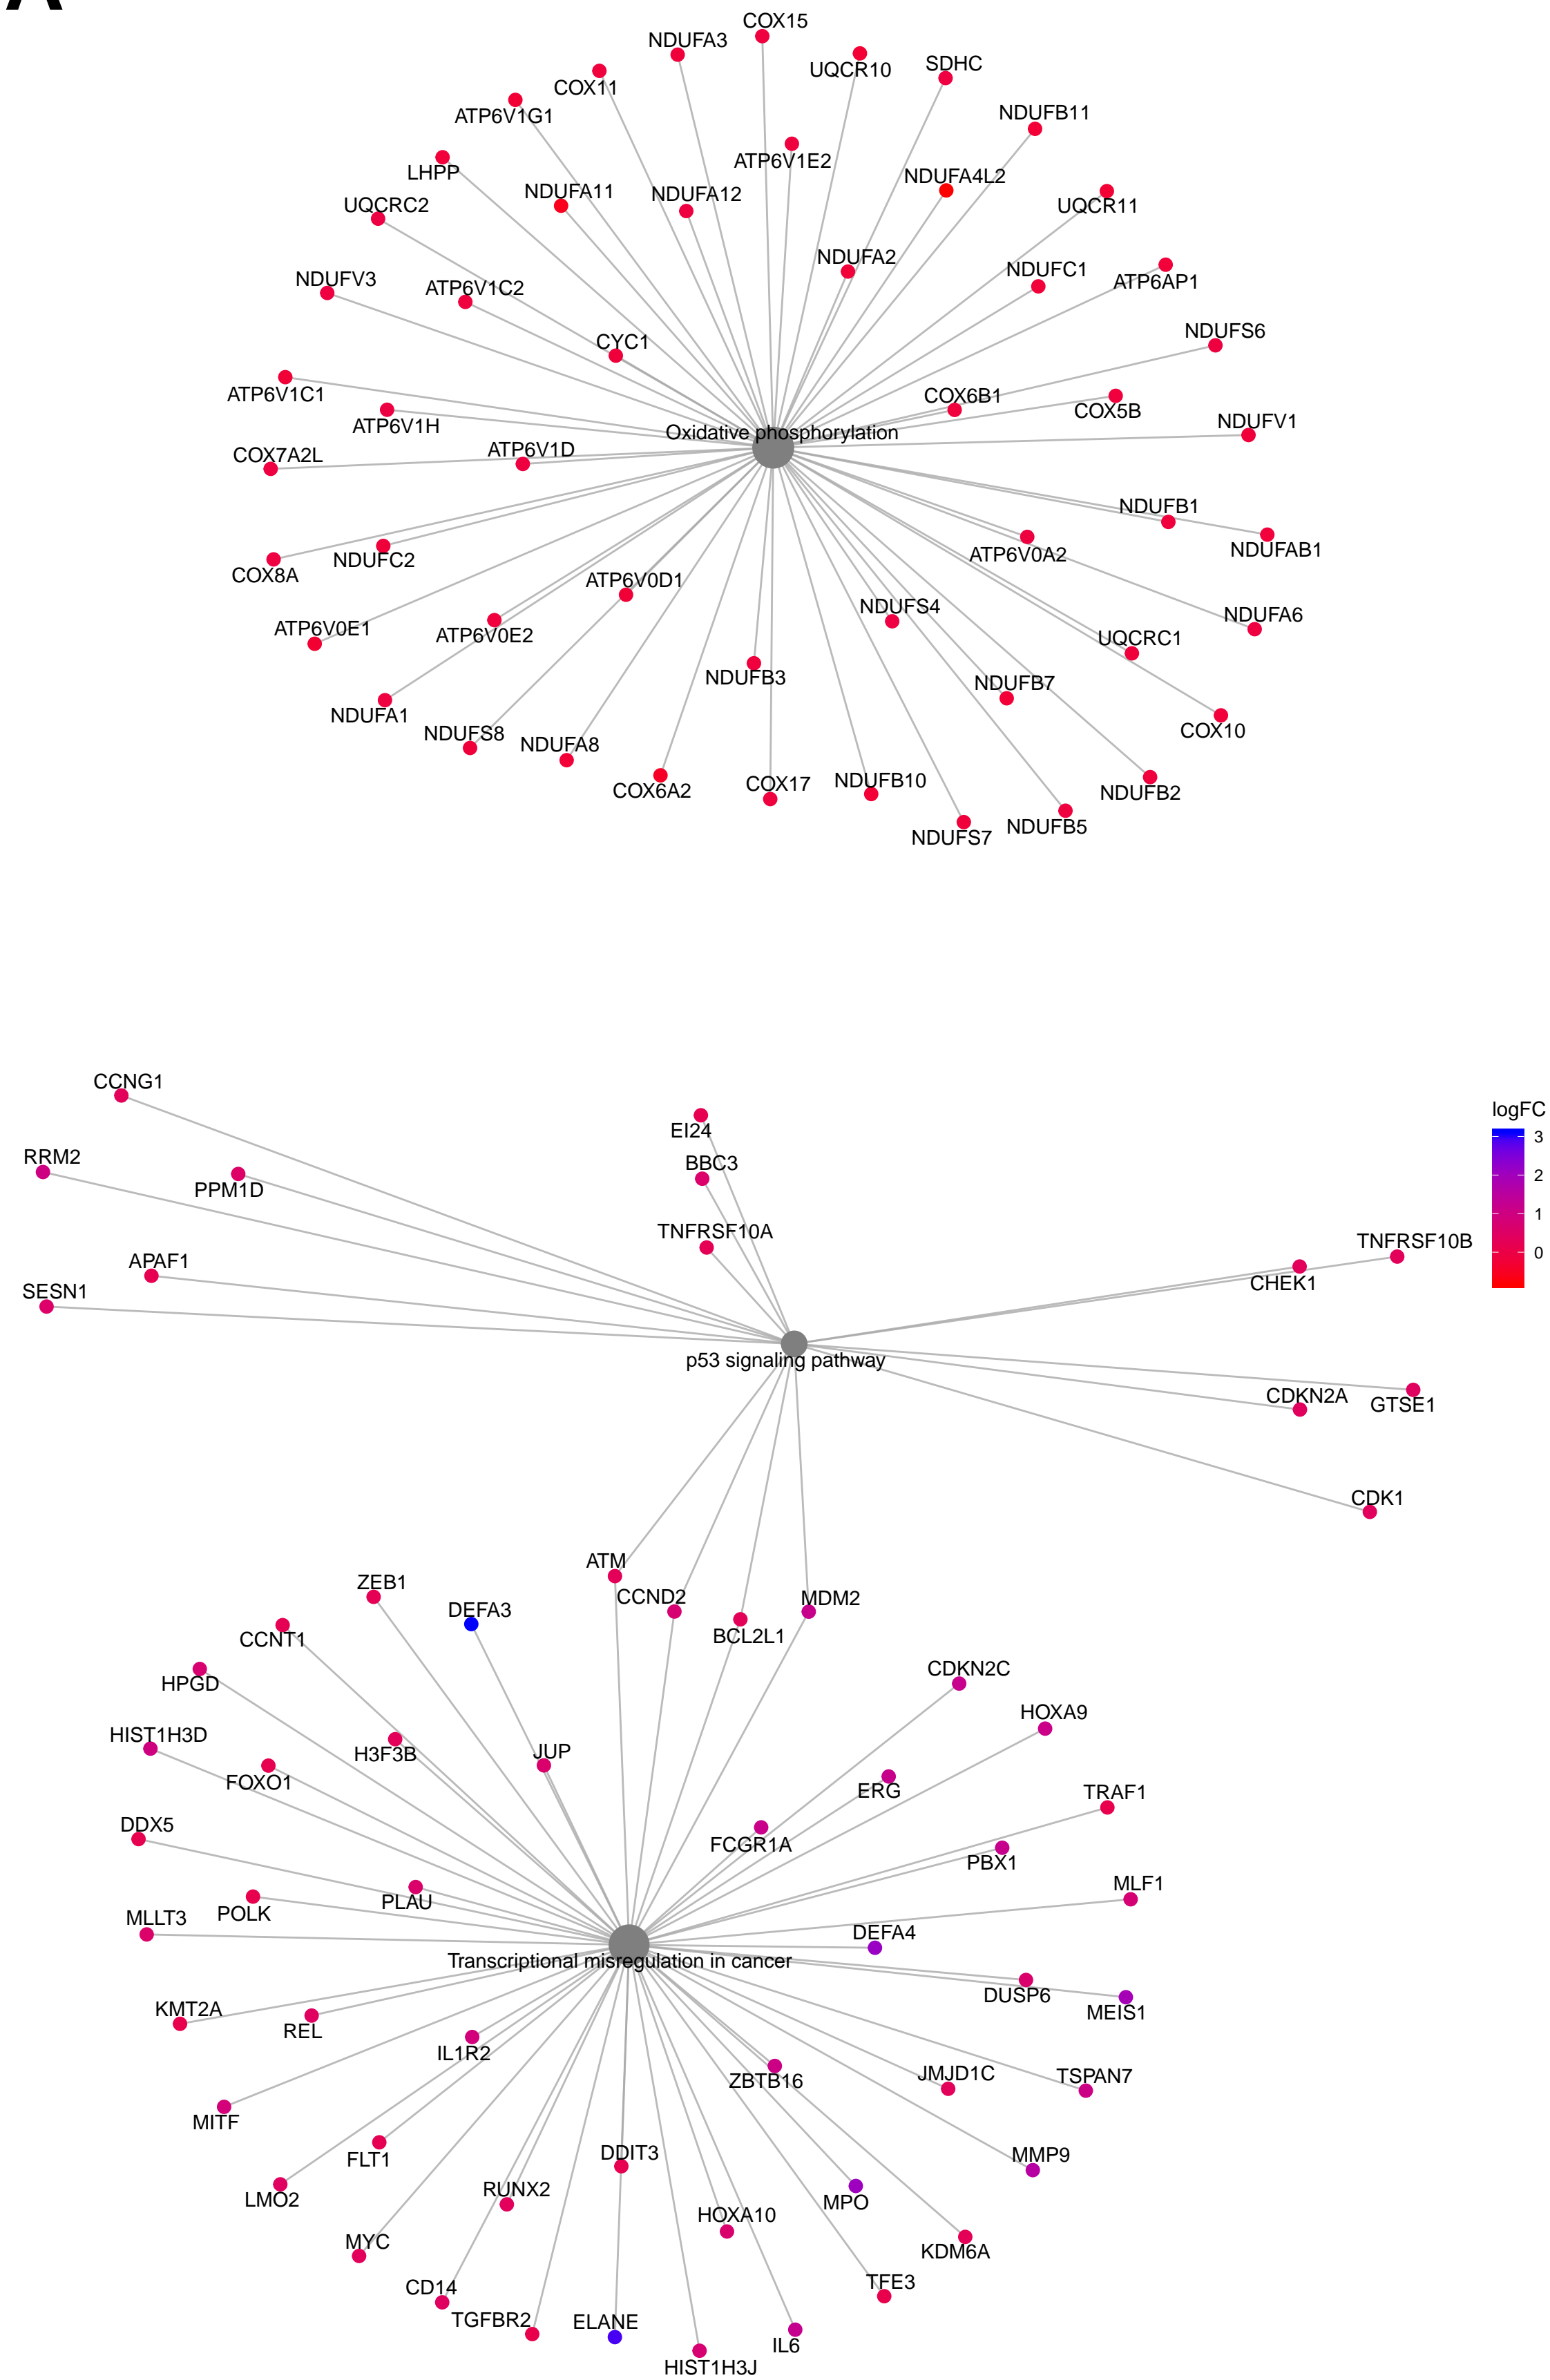 A
COX15
NDUFA3
UQCR10
SDHC
COX11
ATP6V1G1
NDUFB11
ATP6V1E2
LHPP
NDUFA4L2
NDUFA11
NDUFA12
UQCRC2
UQCR11
NDUFA2
NDUFC1
NDUFV3
ATP6V1C2
ATP6AP1
NDUFS6
CYC1
ATP6V1C1
COX6B1
COX5B
ATP6V1H
NDUFV1
Oxidative phosphorylation
ATP6V1D
COX7A2L
NDUFB1
NDUFAB1
ATP6V0A2
NDUFC2
COX8A
ATP6V0D1
NDUFS4
NDUFA6
ATP6V0E1
ATP6V0E2
UQCRC1
NDUFB3
NDUFB7
NDUFA1
COX10
NDUFS8
NDUFA8
COX6A2
COX17
NDUFB10
NDUFB2
NDUFB5
NDUFS7
CCNG1
EI24
RRM2
BBC3
PPM1D
TNFRSF10A
TNFRSF10B
APAF1
CHEK1
SESN1
p53 signaling pathway
CDKN2A
GTSE1
CDK1
logFC
3
2
1
0
ATM
ZEB1
CCND2
MDM2
DEFA3
BCL2L1
CCNT1
CDKN2C
HPGD
HOXA9
HIST1H3D
H3F3B
JUP
FOXO1
ERG
TRAF1
DDX5
FCGR1A
PBX1
MLF1
PLAU
POLK
MLLT3
DEFA4
Transcriptional misregulation in cancer
DUSP6
MEIS1
KMT2A
REL
IL1R2
ZBTB16
JMJD1C
TSPAN7
MITF
DDIT3
MMP9
FLT1
RUNX2
LMO2
MPO
HOXA10
MYC
KDM6A
TFE3
CD14
TGFBR2
ELANE
IL6
HIST1H3J